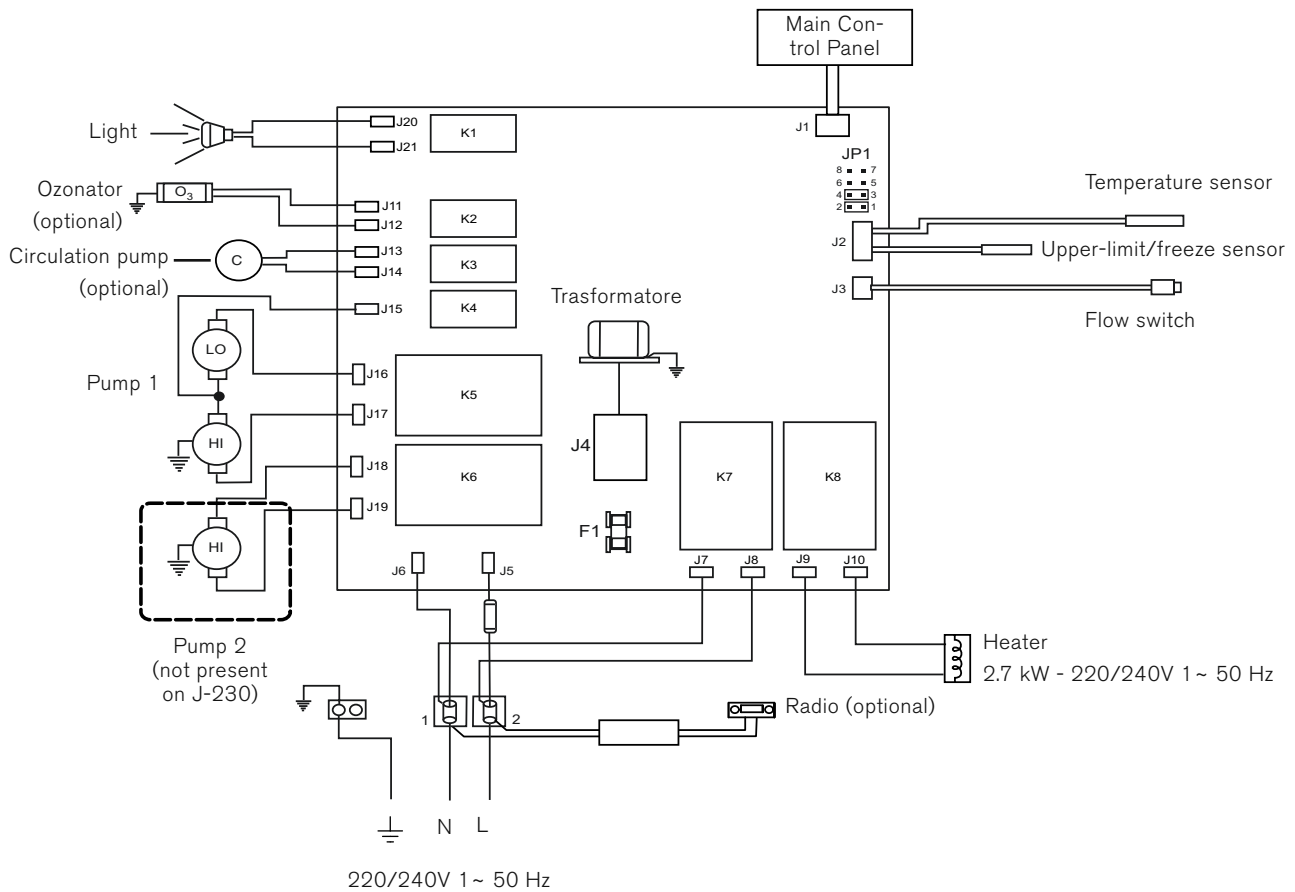 Main Con-
trol Panel
Light
J20
J21
K1
J1
JP1
8 7
6 5
4 3
2 1
Ozonator
(optional)
O3
J11
J12
K2
Temperature sensor
J2
Upper-limit/freeze sensor
Circulation pump
(optional)
C
J13
J14
K3
J3
Flow switch
J15
K4
Trasformatore
LO
Pump 1
HI
J16
J17
K5
J4
J18
J19
K6
F1
K7
K8
HI
Pump 2
(not present
on J-230)
J6
J5
J7
J8
J9
J10
Heater
2.7 kW - 220/240V 1~ 50 Hz
1
2
Radio (optional)
N
L
220/240V 1~ 50 Hz